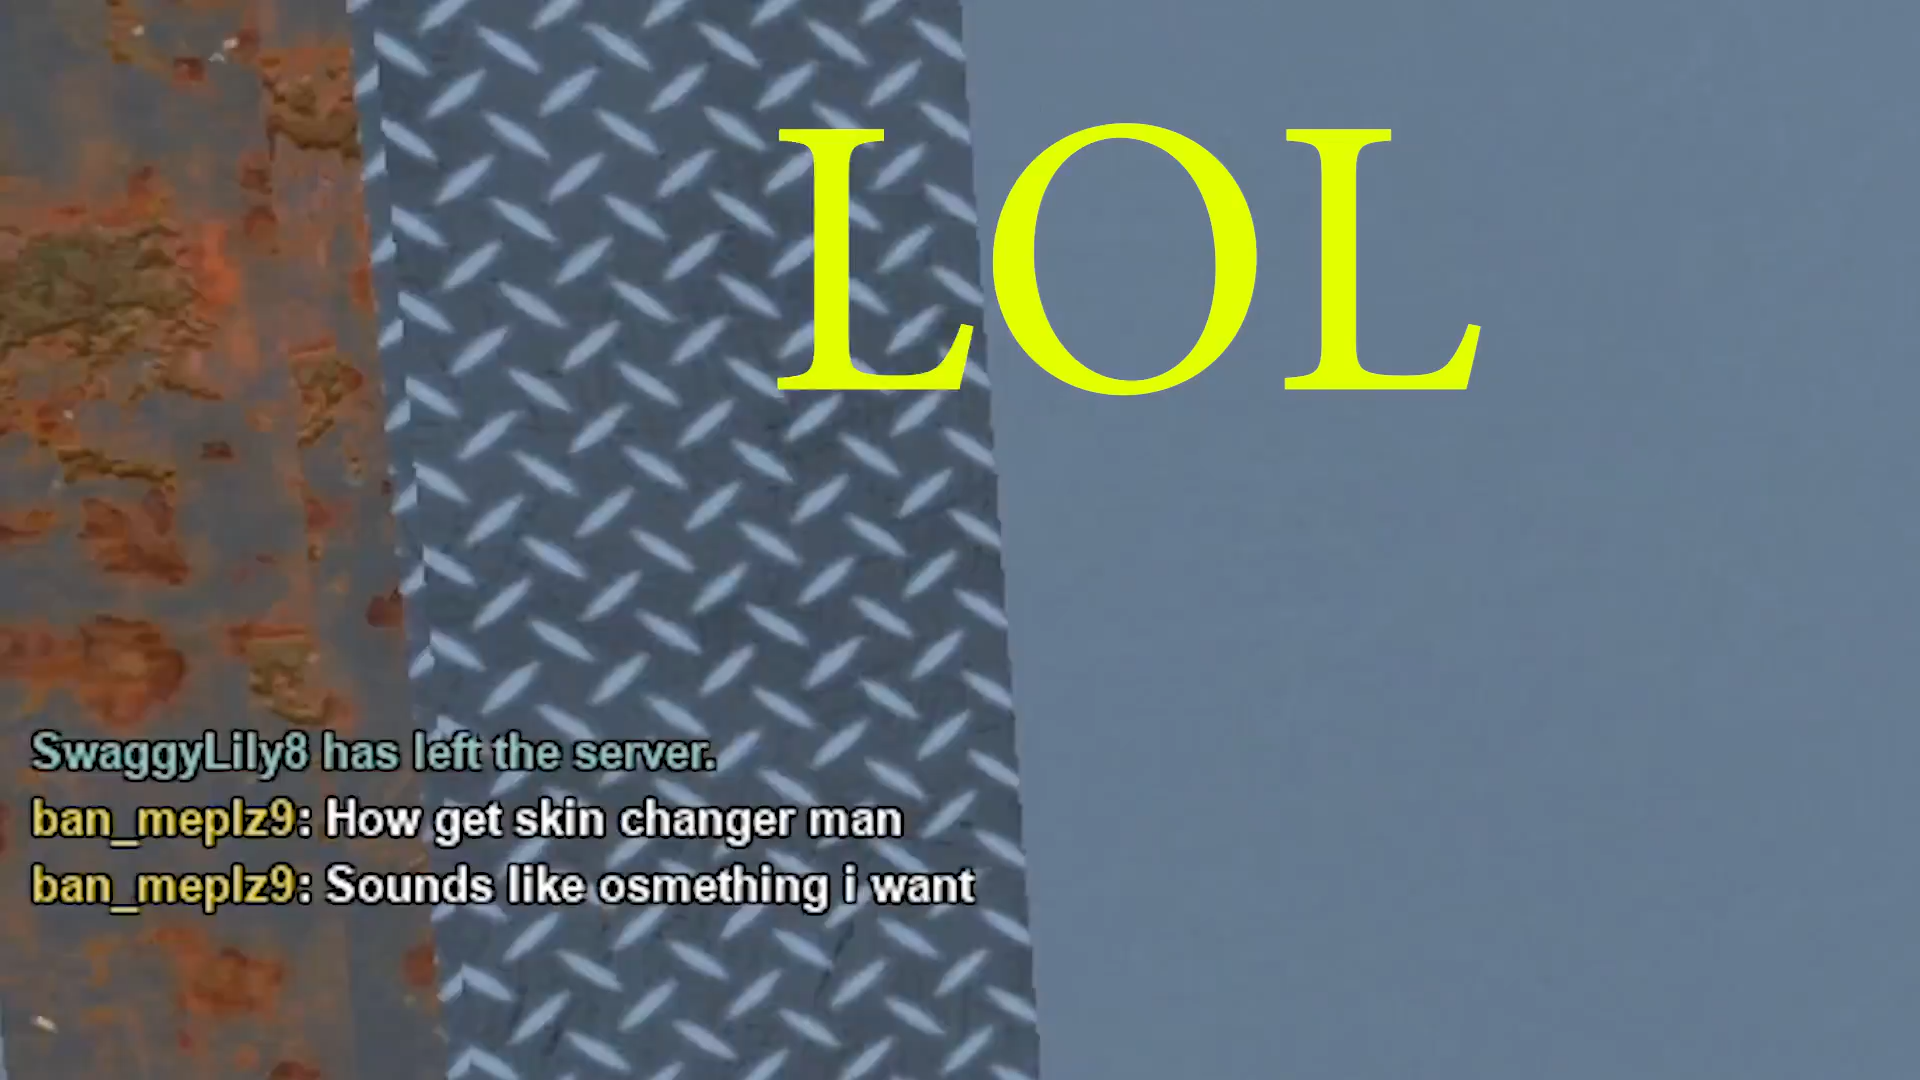 LOL
SwaggyLily8 has left the server.
ban_meplz9: How get skin changer man
ban_meplz9: Sounds like osmething i want